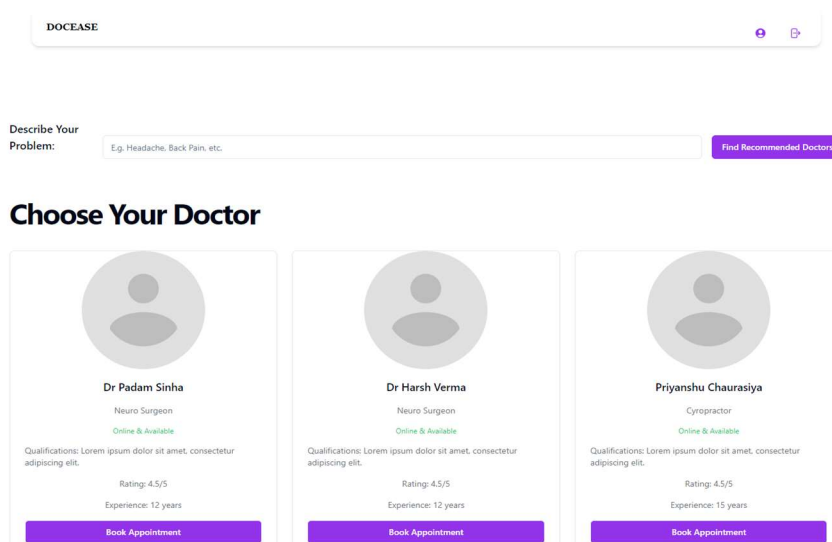 DOCEASE
Describe Your
Problem:
E.g. Headache, Back Pain, etc.
Find Recommended Doctors
Choose Your Doctor
Dr Padam Sinha
Neuro Surgeon
Online & Available
Qualifications: Lorem ipsum dolor sit amet, consectetur
adipiscing elit.
Rating: 4.5/5
Experience: 12 years
Book Appointment
Dr Harsh Verma
Neuro Surgeon
Online & Available
Qualifications: Lorem ipsum dolor sit amet, consectetur
adipiscing elit.
Rating: 4.5/5
Experience: 12 years
Book Appointment
Priyanshu Chaurasiya
Cyropractor
Online & Available
Qualifications: Lorem ipsum dolor sit amet, consectetur
adipiscing elit.
Rating: 4.5/5
Experience: 15 years
Book Appointment